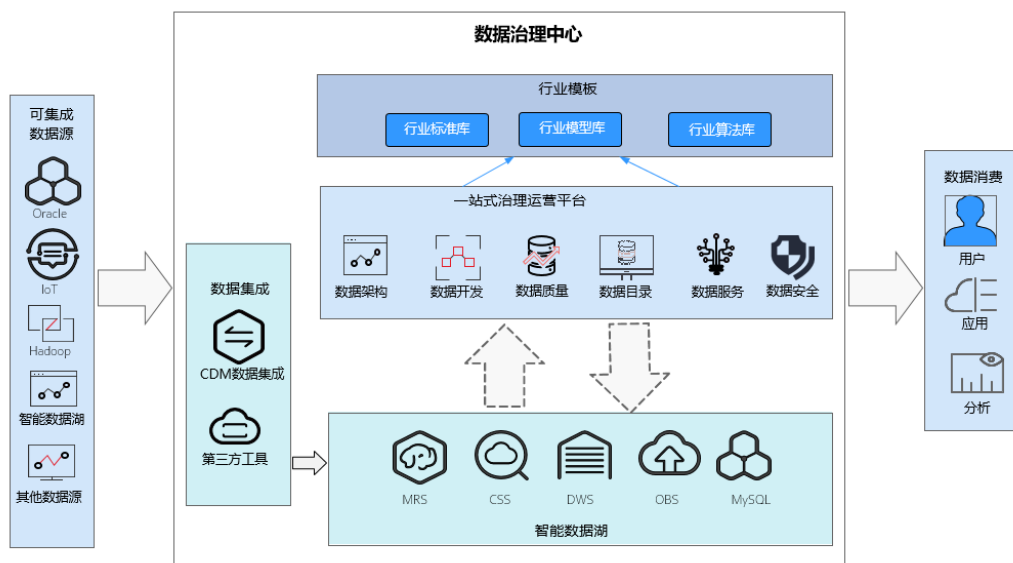 数据治理中心
可集成
数据源
Oracle
IoT
Hadoop
智能数据湖
其他数据源
数据集成
CDM数据集成
第三方工具
行业模板
行业标准库
行业模型库
行业算法库
一站式治理运营平台
数据架构
数据开发
数据质量
数据目录
数据服务
数据安全
MRS
CSS
DWS
OBS
MySQL
智能数据湖
数据消费
用户
应用
分析